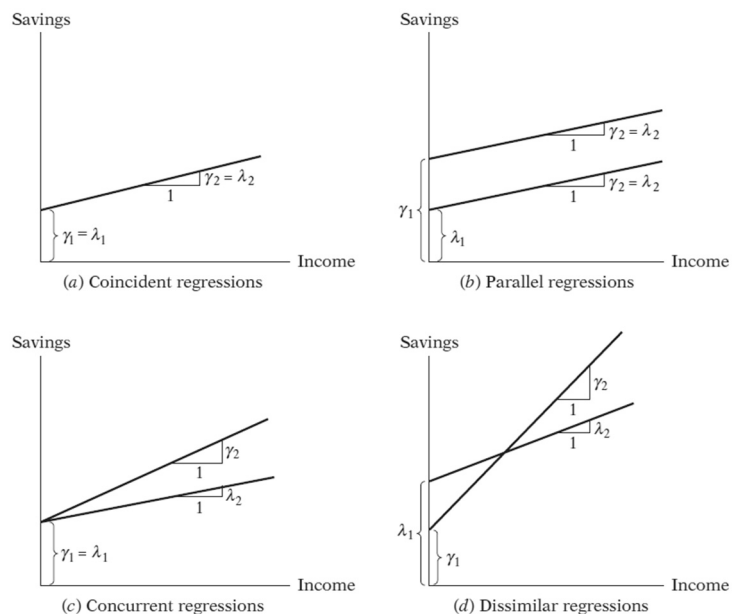 Savings
γ₂ = λ₂
1
γ₁ = λ₁
Income
(a) Coincident regressions
Savings
γ₂ = λ₂
1
γ₂ = λ₂
1
γ₁
λ₁
Income
(b) Parallel regressions
Savings
γ₂
1
λ₂
1
γ₁ = λ₁
Income
(c) Concurrent regressions
Savings
γ₂
1
λ₂
1
λ₁
γ₁
Income
(d) Dissimilar regressions